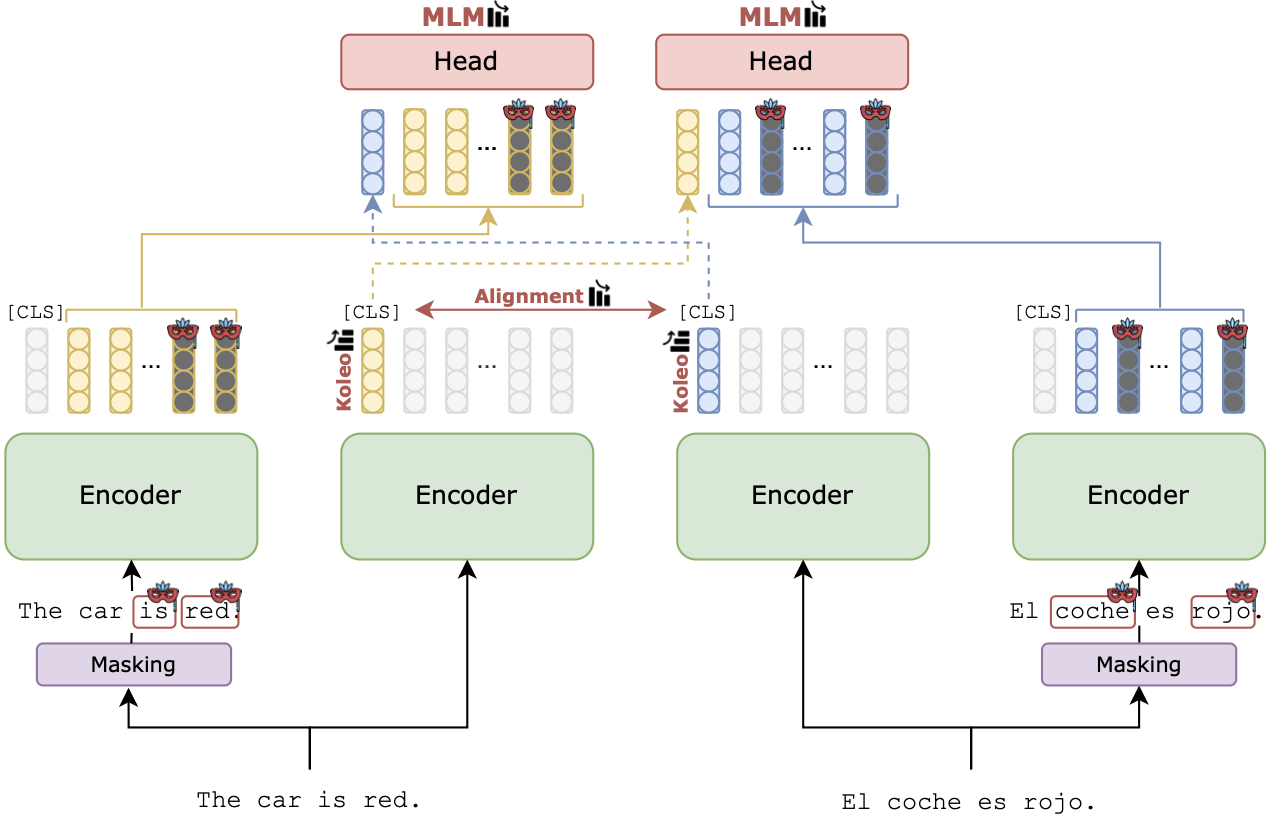 MLM MLM
Head Head
... ...
[CLS] [CLS] Alignment [CLS] [CLS]
Koleo Koleo
... ... ... ...
Encoder Encoder Encoder Encoder
The car is red. El coche es rojo.
Masking Masking
The car is red. El coche es rojo.